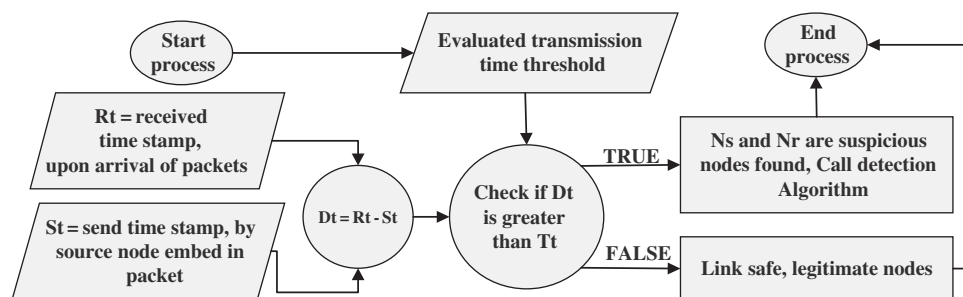 Start
process
Evaluated transmission
time threshold
End
process
Rt = received
time stamp,
upon arrival of packets
St = send time stamp, by
source node embed in
packet
Dt = Rt - St
Check if Dt
is greater
than Tt
TRUE
Ns and Nr are suspicious
nodes found, Call detection
Algorithm
FALSE
Link safe, legitimate nodes